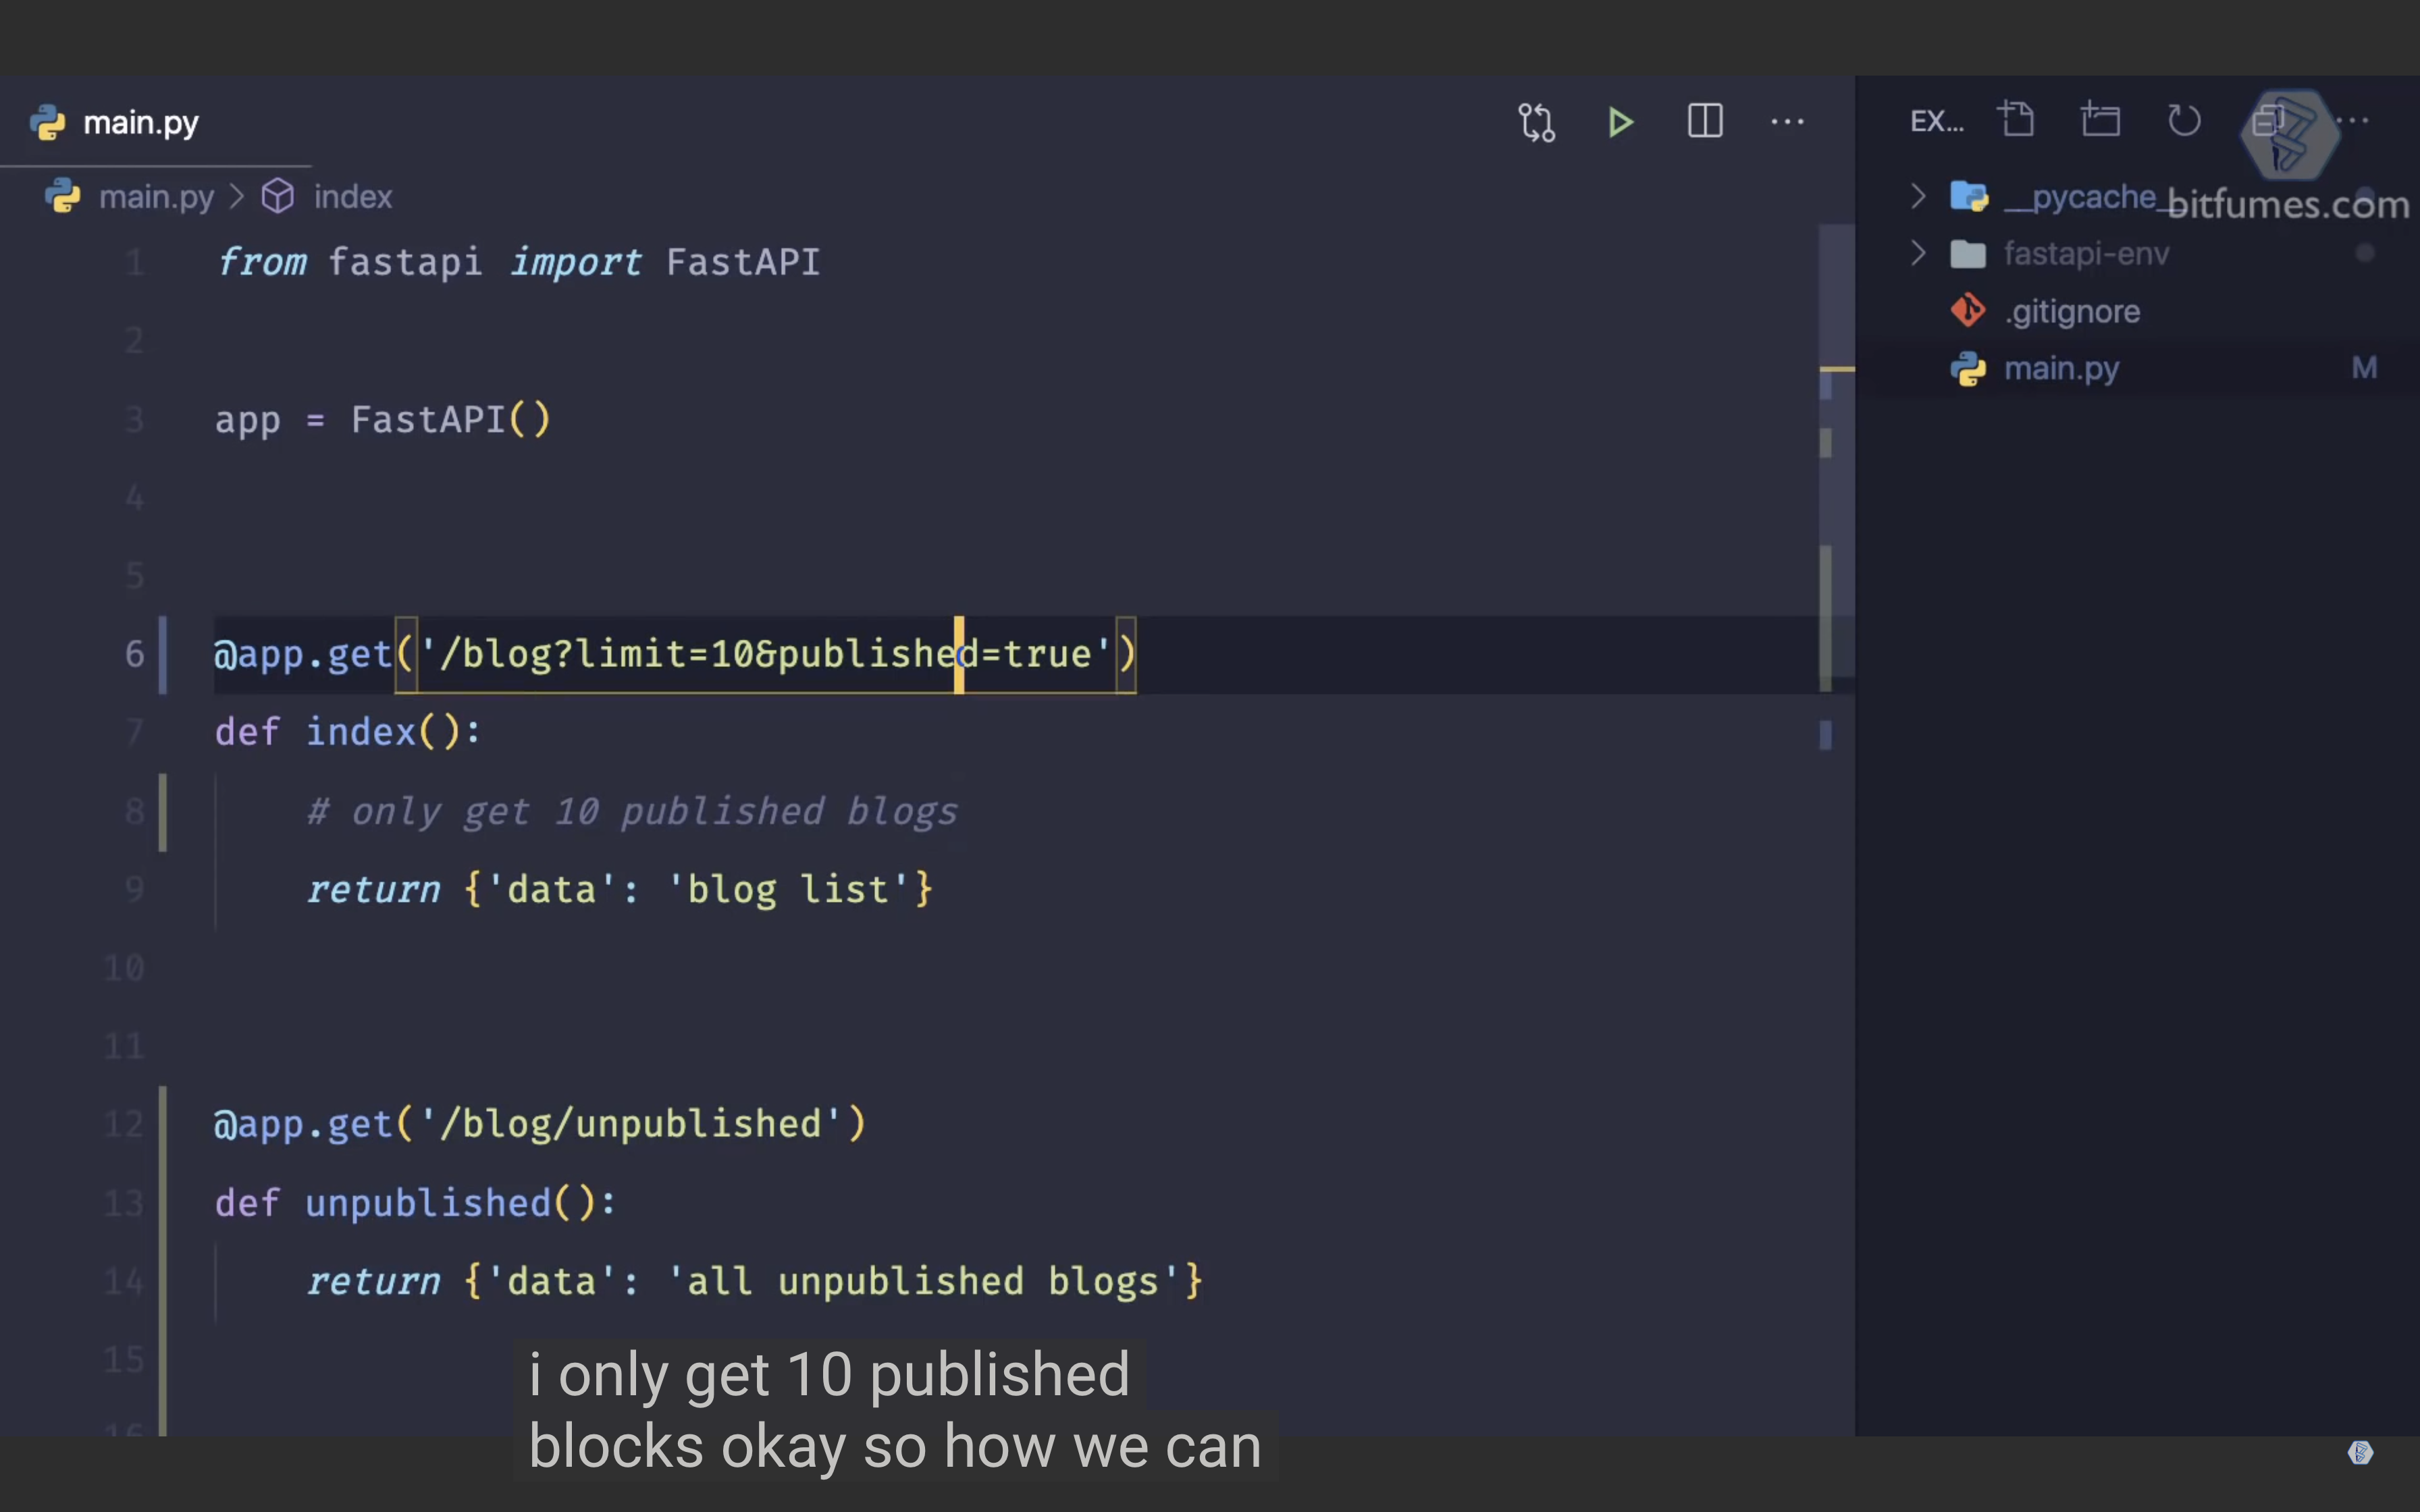 main.py
EX...
main.py > index
__pycache_
bitfumes.com
fastapi-env
.gitignore
main.py M
1 from fastapi import FastAPI
2
3 app = FastAPI()
4
5
6 @app.get('/blog?limit=10&published=true')
7 def index():
8 # only get 10 published blogs
9 return {'data': 'blog list'}
10
11
12 @app.get('/blog/unpublished')
13 def unpublished():
14 return {'data': 'all unpublished blogs'}
15
16
i only get 10 published
blocks okay so how we can